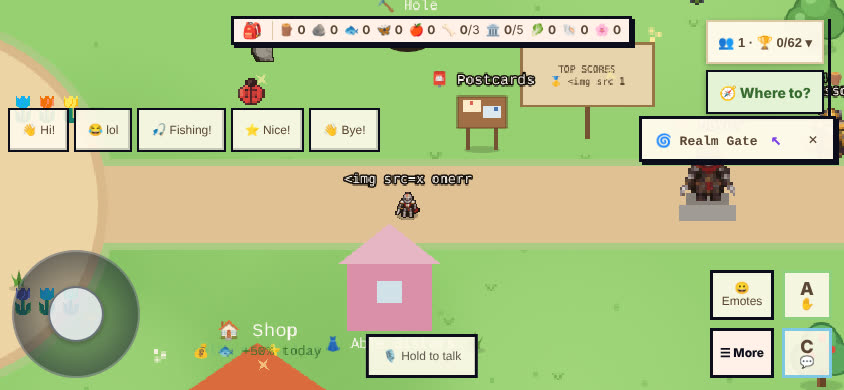 Hole
0 0 0 0 0 0/3 0/5 0 0 0
1 · 0/62 ▾
TOP SCORES
<img src 1
Postcards
Where to?
Realm Gate ×
Hi!
lol
Fishing!
Nice!
Bye!
<img src=x onerr
Emotes
A
Shop
+50% today
Ab
Hold to talk
☰ More
C